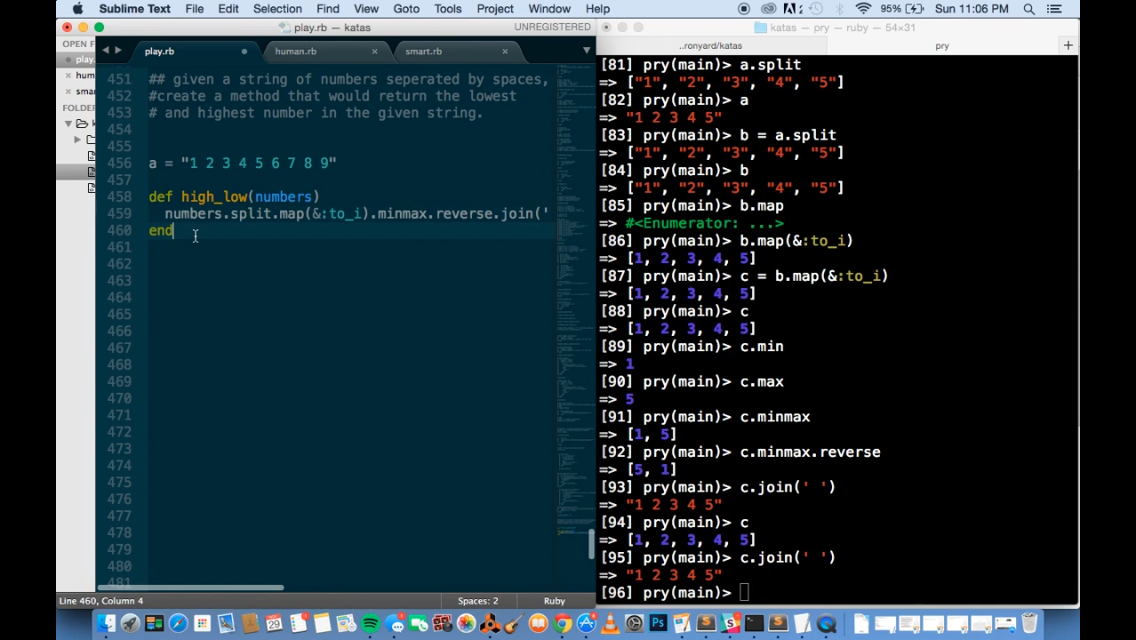 Sublime Text File Edit Selection Find View Goto Tools Project Window Help 95% Sun 11:06 PM
play.rb — katas UNREGISTERED
play.rb human.rb smart.rb
OPEN F
play.rb
hum
sma
FOLDER
451 ## given a string of numbers seperated by spaces,
452 #create a method that would return the lowest
453 # and highest number in the given string.
454
455
456 a = "1 2 3 4 5 6 7 8 9"
457
458 def high_low(numbers)
459 numbers.split.map(&:to_i).minmax.reverse.join('
460 end
461
462
463
464
465
466
467
468
469
470
471
472
473
474
475
476
477
478
479
480
481
Line 460, Column 4 Spaces: 2 Ruby
katas — pry — ruby — 54×31
..ronyard/katas pry
[81] pry(main)> a.split
=> ["1", "2", "3", "4", "5"]
[82] pry(main)> a
=> "1 2 3 4 5"
[83] pry(main)> b = a.split
=> ["1", "2", "3", "4", "5"]
[84] pry(main)> b
=> ["1", "2", "3", "4", "5"]
[85] pry(main)> b.map
=> #<Enumerator: ...>
[86] pry(main)> b.map(&:to_i)
=> [1, 2, 3, 4, 5]
[87] pry(main)> c = b.map(&:to_i)
=> [1, 2, 3, 4, 5]
[88] pry(main)> c
=> [1, 2, 3, 4, 5]
[89] pry(main)> c.min
=> 1
[90] pry(main)> c.max
=> 5
[91] pry(main)> c.minmax
=> [1, 5]
[92] pry(main)> c.minmax.reverse
=> [5, 1]
[93] pry(main)> c.join(' ')
=> "1 2 3 4 5"
[94] pry(main)> c
=> [1, 2, 3, 4, 5]
[95] pry(main)> c.join(' ')
=> "1 2 3 4 5"
[96] pry(main)>